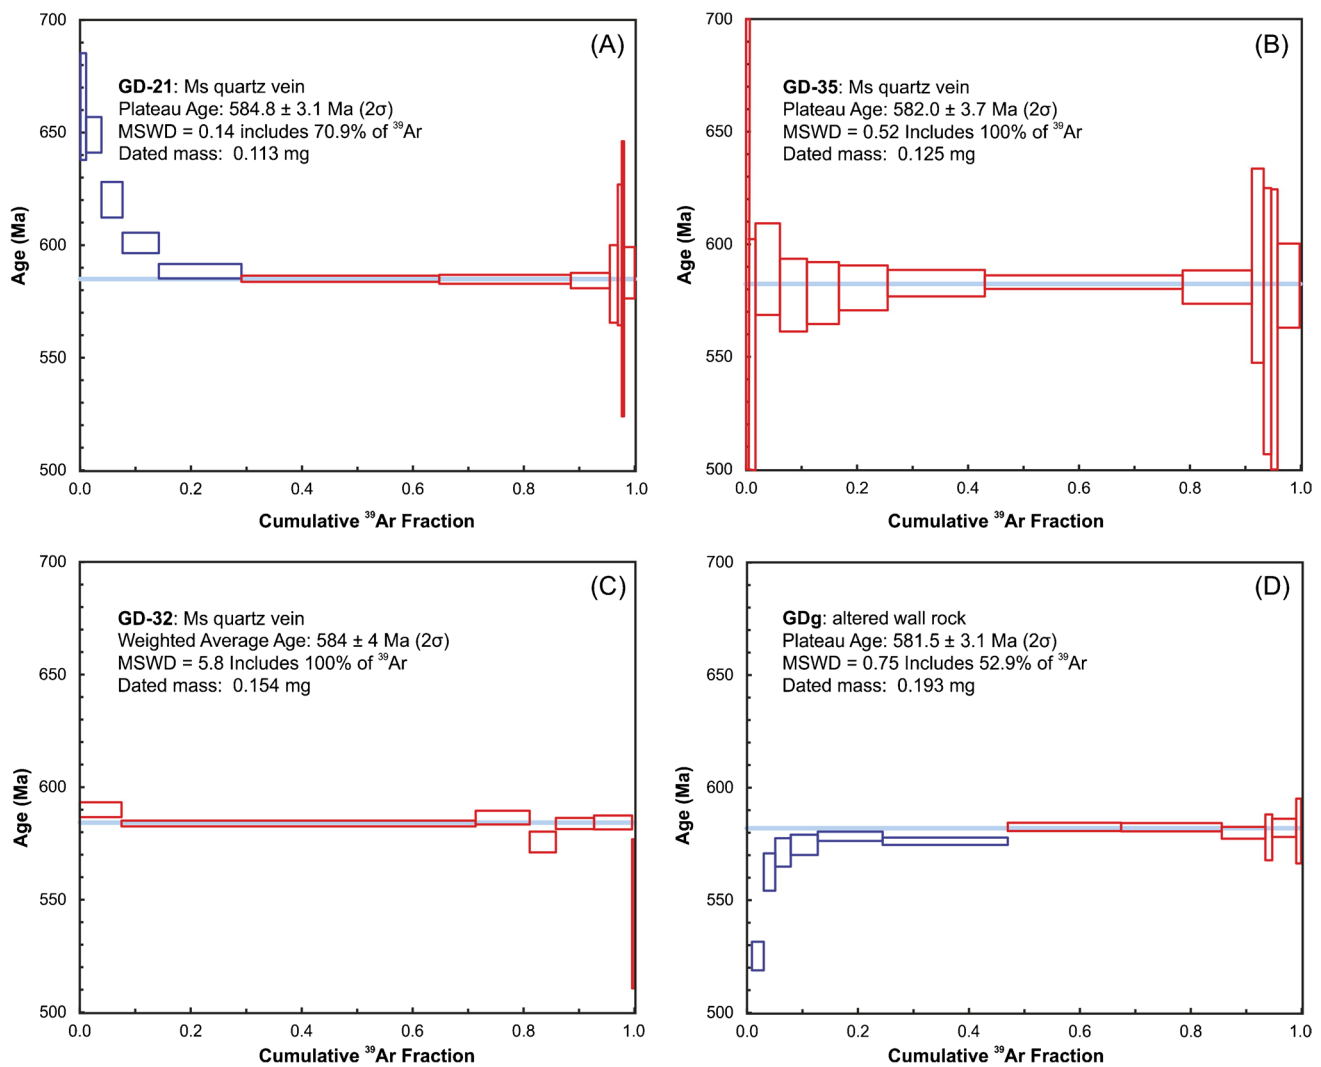 (A)
GD-21: Ms quartz vein
Plateau Age: 584.8 ± 3.1 Ma (2σ)
MSWD = 0.14 includes 70.9% of ³⁹Ar
Dated mass: 0.113 mg
700
650
600
550
500
Age (Ma)
0.0 0.2 0.4 0.6 0.8 1.0
Cumulative ³⁹Ar Fraction
(B)
GD-35: Ms quartz vein
Plateau Age: 582.0 ± 3.7 Ma (2σ)
MSWD = 0.52 Includes 100% of ³⁹Ar
Dated mass: 0.125 mg
700
650
600
550
500
Age (Ma)
0.0 0.2 0.4 0.6 0.8 1.0
Cumulative ³⁹Ar Fraction
(C)
GD-32: Ms quartz vein
Weighted Average Age: 584 ± 4 Ma (2σ)
MSWD = 5.8 Includes 100% of ³⁹Ar
Dated mass: 0.154 mg
700
650
600
550
500
Age (Ma)
0.0 0.2 0.4 0.6 0.8 1.0
Cumulative ³⁹Ar Fraction
(D)
GDg: altered wall rock
Plateau Age: 581.5 ± 3.1 Ma (2σ)
MSWD = 0.75 Includes 52.9% of ³⁹Ar
Dated mass: 0.193 mg
700
650
600
550
500
Age (Ma)
0.0 0.2 0.4 0.6 0.8 1.0
Cumulative ³⁹Ar Fraction